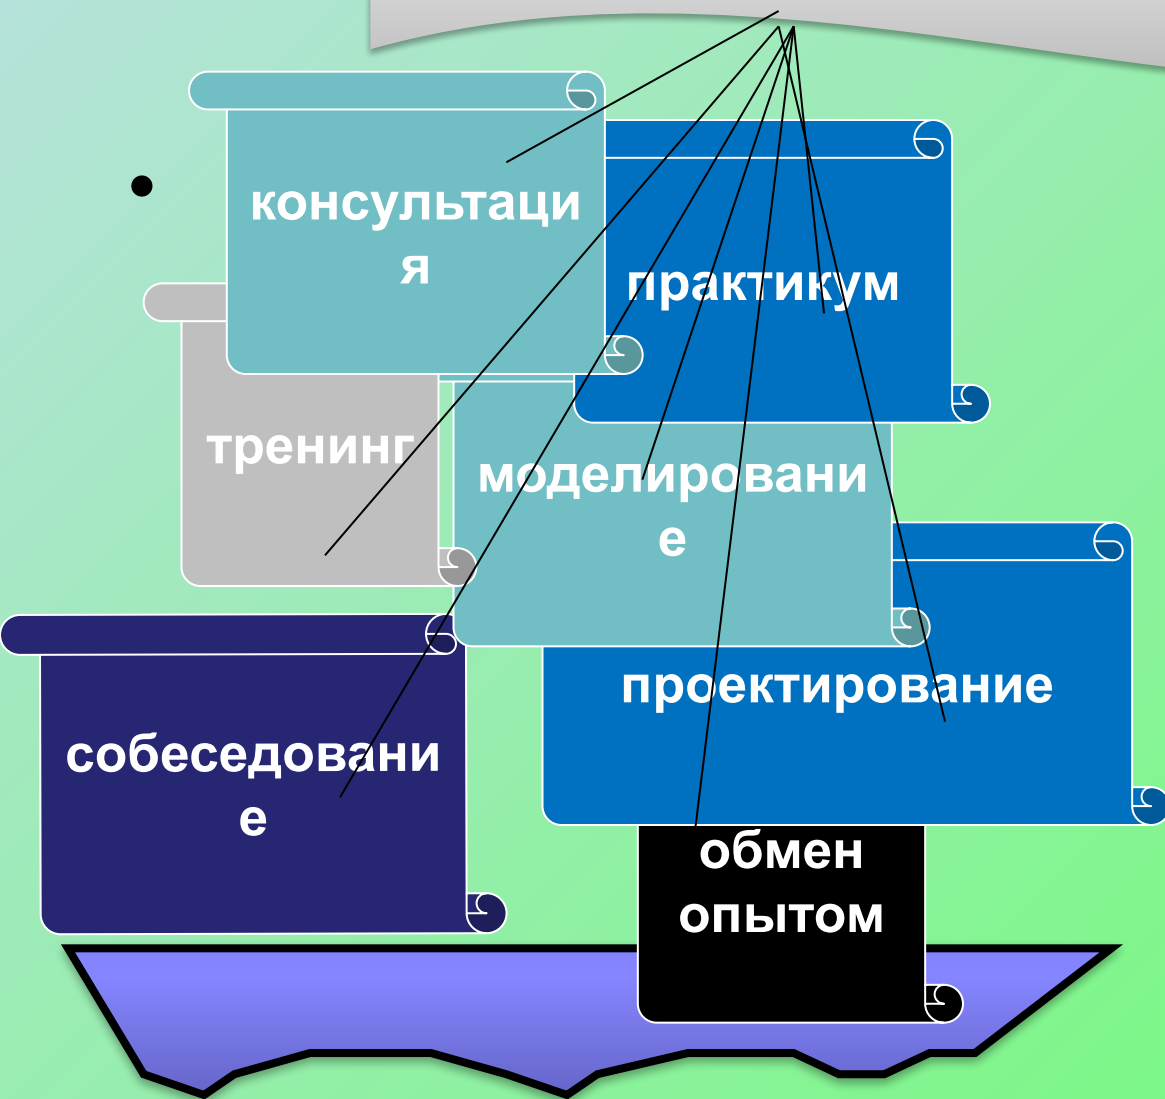 консультаци
я
практикум
тренинг
моделировани
е
проектирование
собеседовани
е
обмен
опытом